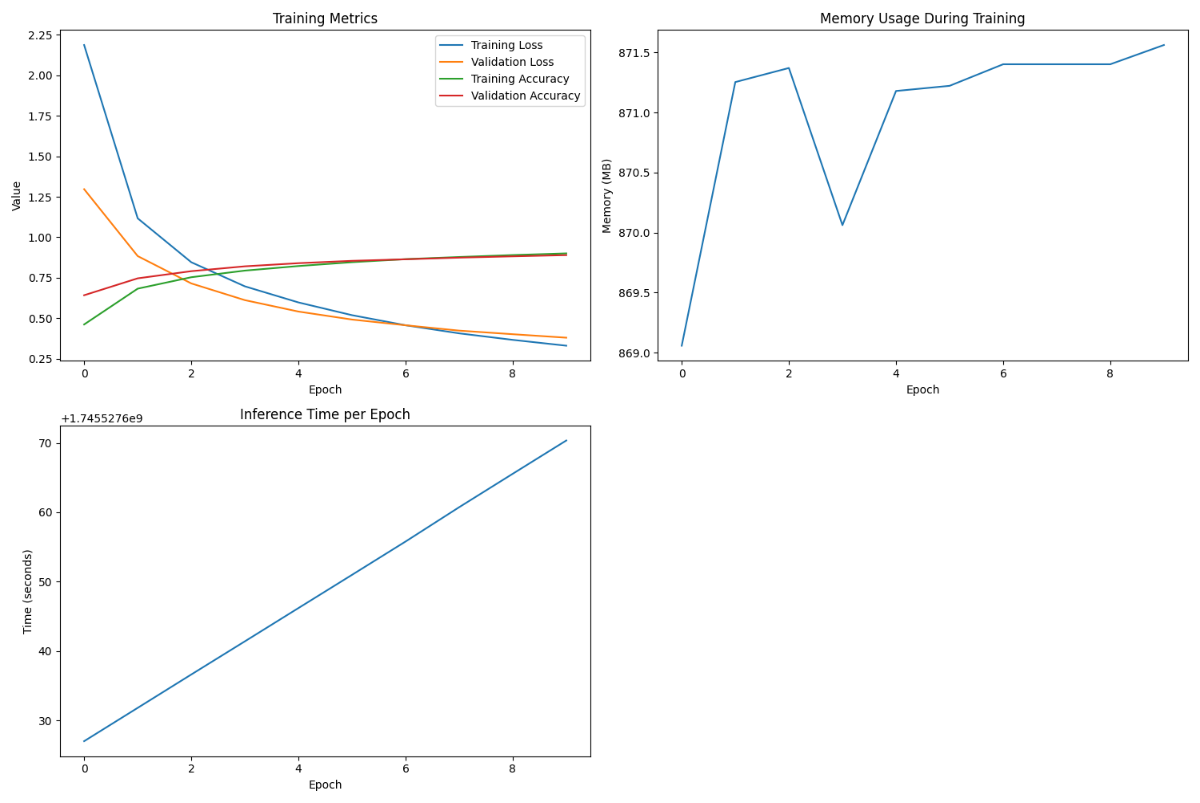 Training Metrics
2.25
2.00
1.75
1.50
1.25
1.00
0.75
0.50
0.25
Value
0 2 4 6 8
Epoch
Training Loss
Validation Loss
Training Accuracy
Validation Accuracy
Memory Usage During Training
871.5
871.0
870.5
870.0
869.5
869.0
Memory (MB)
0 2 4 6 8
Epoch
+1.7455276e9
Inference Time per Epoch
70
60
50
40
30
Time (seconds)
0 2 4 6 8
Epoch